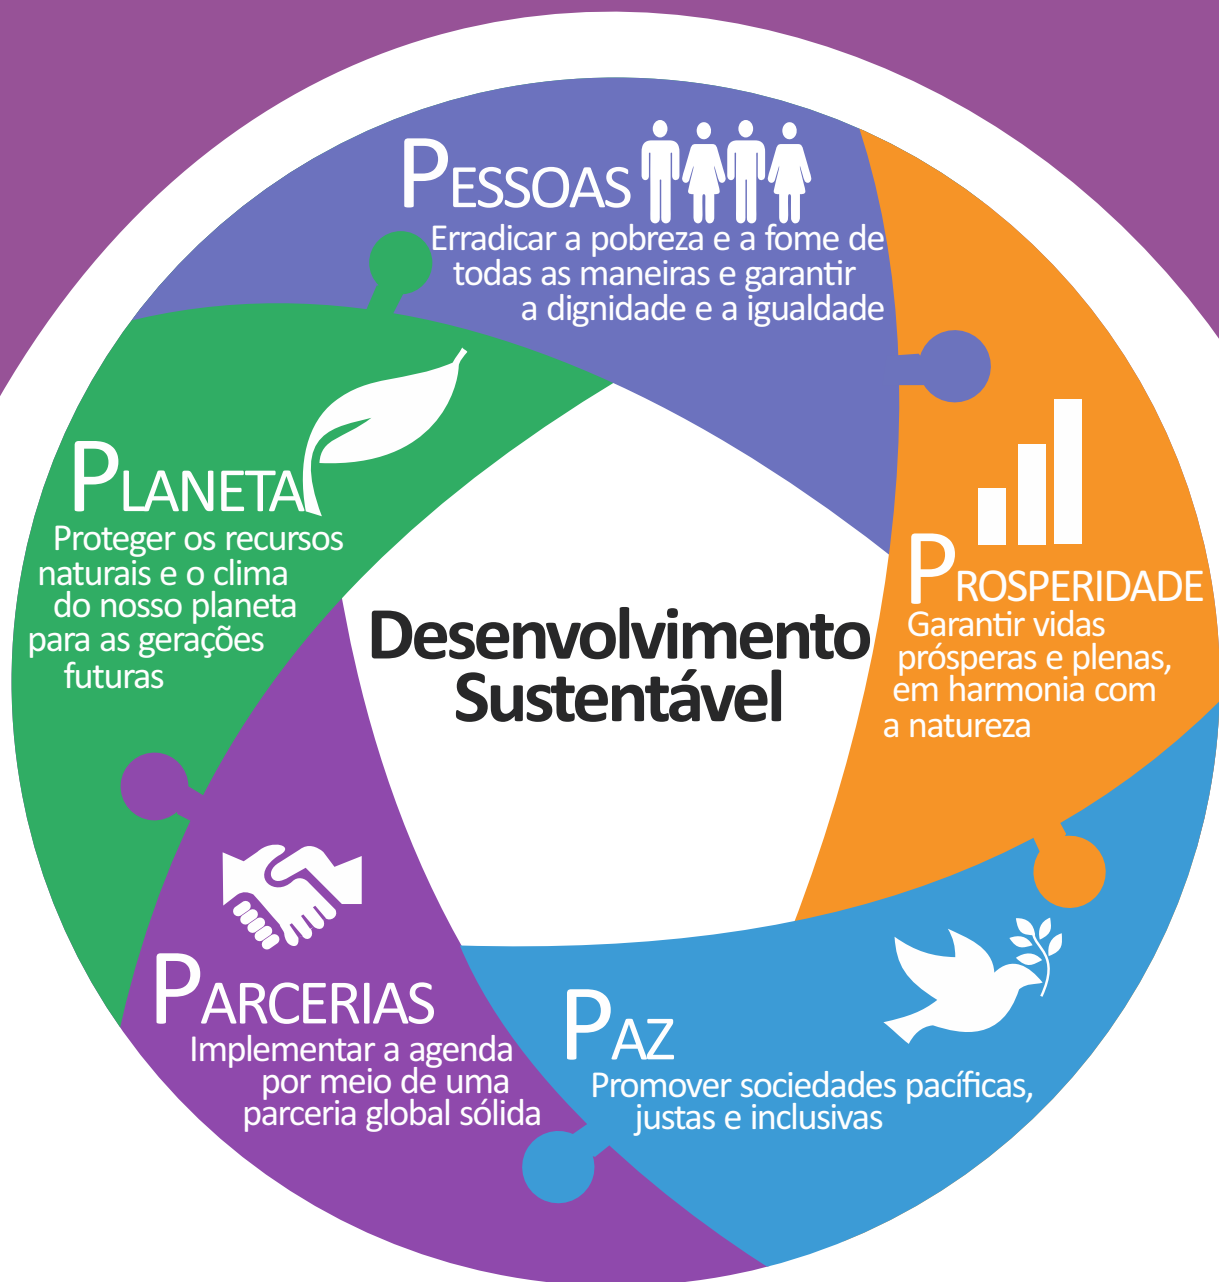 PESSOAS
Erradicar a pobreza e a fome de
todas as maneiras e garantir
a dignidade e a igualdade
PROSPERIDADE
Garantir vidas
prósperas e plenas,
em harmonia com
a natureza
PAZ
Promover sociedades pacíficas,
justas e inclusivas
PARCERIAS
Implementar a agenda
por meio de uma
parceria global sólida
PLANETA
Proteger os recursos
naturais e o clima
do nosso planeta
para as gerações
futuras
Desenvolvimento
Sustentável